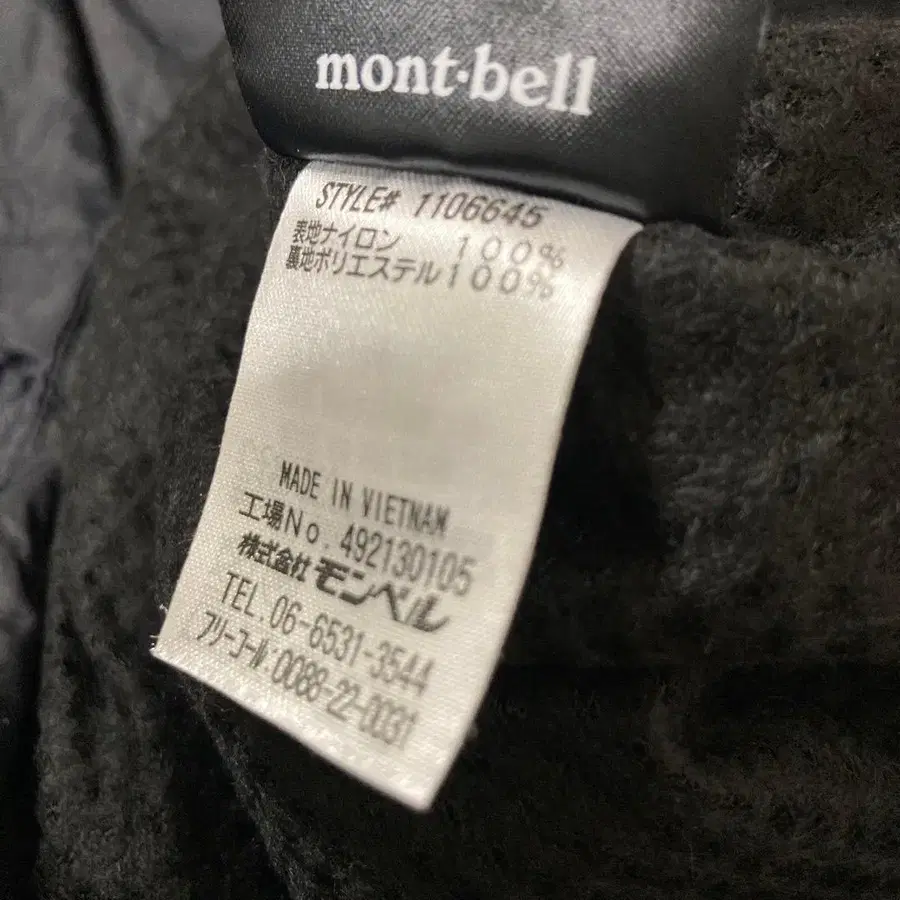 mont·bell
STYLE# 1106645
表地ナイロン 100%
裏地ポリエステル100%
MADE IN VIETNAM
工場No. 492130105
株式会社 モンベル
TEL. 06-6531-3544
フリーコール:0088-22-0031